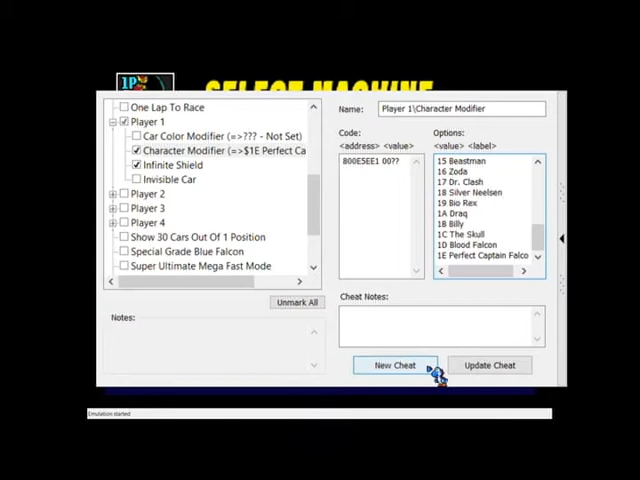 1P
SELECT MACHINE
One Lap To Race
Player 1
Car Color Modifier (=>??? - Not Set)
Character Modifier (=>$1E Perfect Ca
Infinite Shield
Invisible Car
Player 2
Player 3
Player 4
Show 30 Cars Out Of 1 Position
Special Grade Blue Falcon
Super Ultimate Mega Fast Mode
Unmark All
Notes:
Name:
Player 1\Character Modifier
Code:
<address> <value>
800E5EE1 00??
Options:
<value> <label>
15 Beastman
16 Zoda
17 Dr. Clash
18 Silver Neelsen
19 Bio Rex
1A Draq
1B Billy
1C The Skull
1D Blood Falcon
1E Perfect Captain Falco
Cheat Notes:
New Cheat
Update Cheat
Emulation started